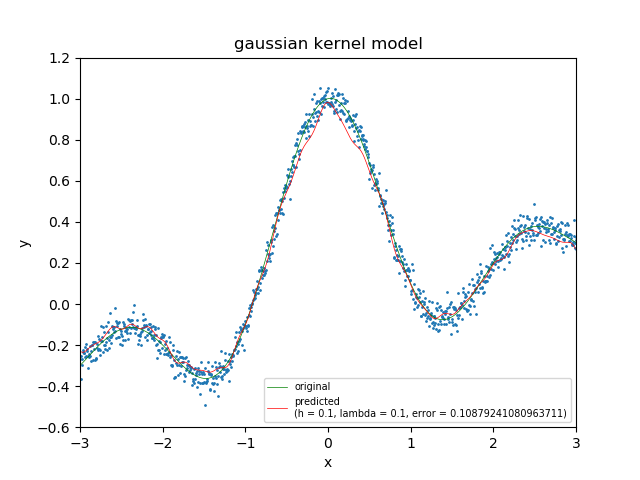 gaussian kernel model
1.2
1.0
0.8
0.6
0.4
0.2
0.0
−0.2
−0.4
−0.6
y
original
predicted
(h = 0.1, lambda = 0.1, error = 0.10879241080963711)
−3 −2 −1 0 1 2 3
x